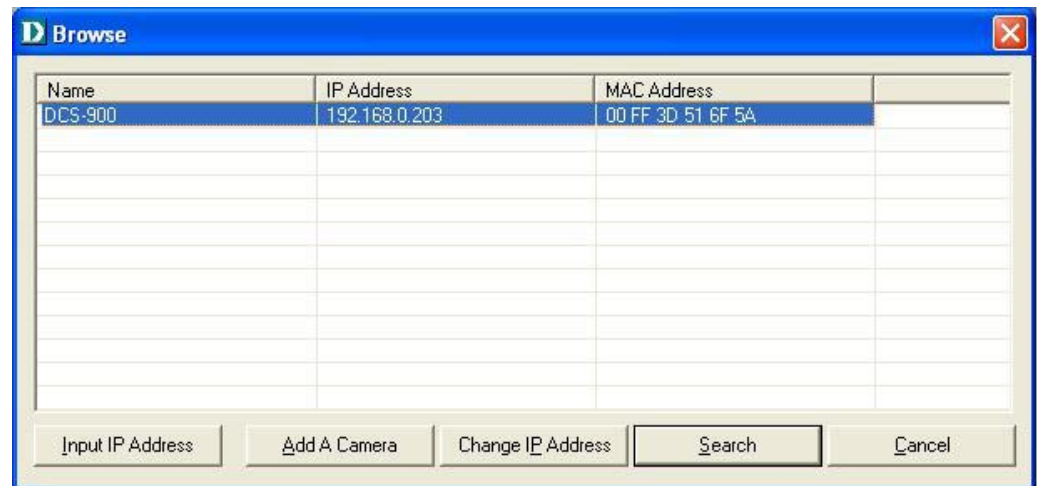 D Browse
Name IP Address MAC Address
DCS-900 192.168.0.203 00 FF 3D 51 6F 5A
Input IP Address Add A Camera Change IP Address Search Cancel